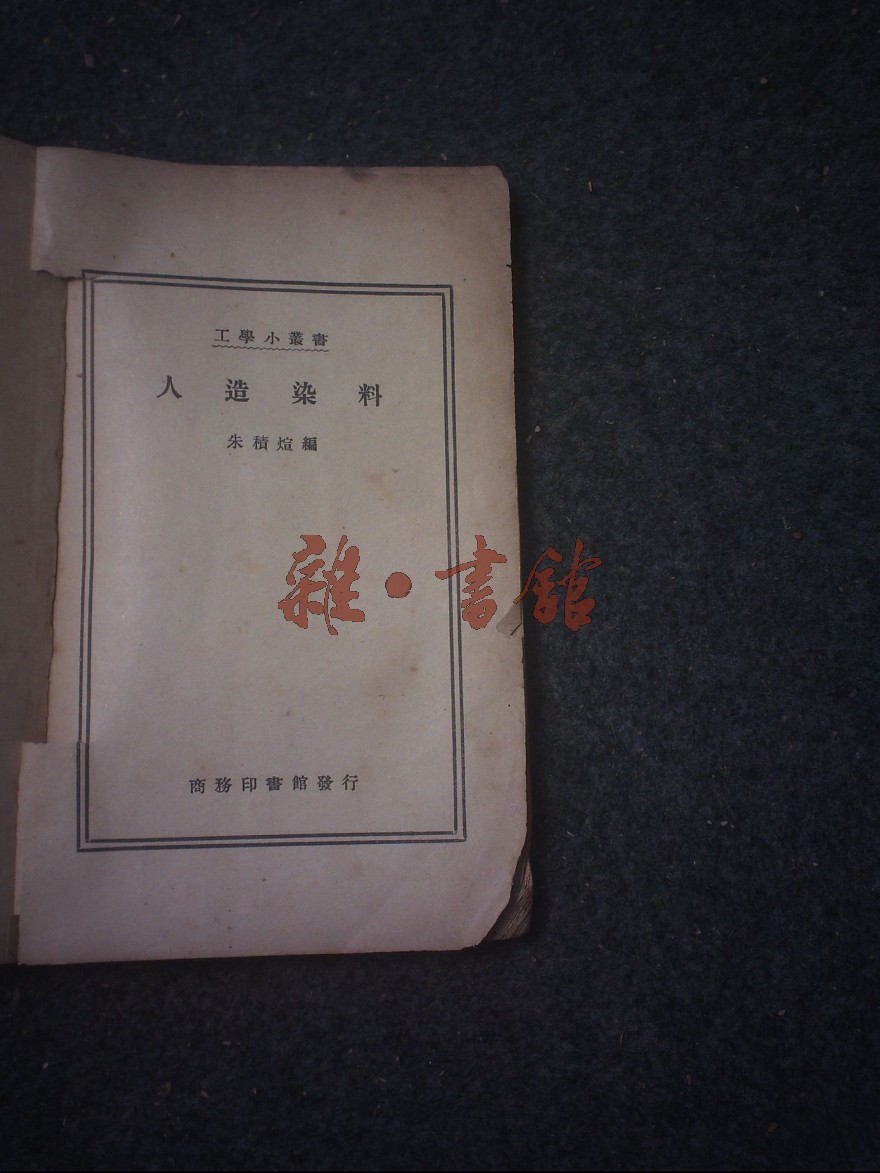 工學小叢書
人造染料
朱積煊編
雜·書館
商務印書館發行